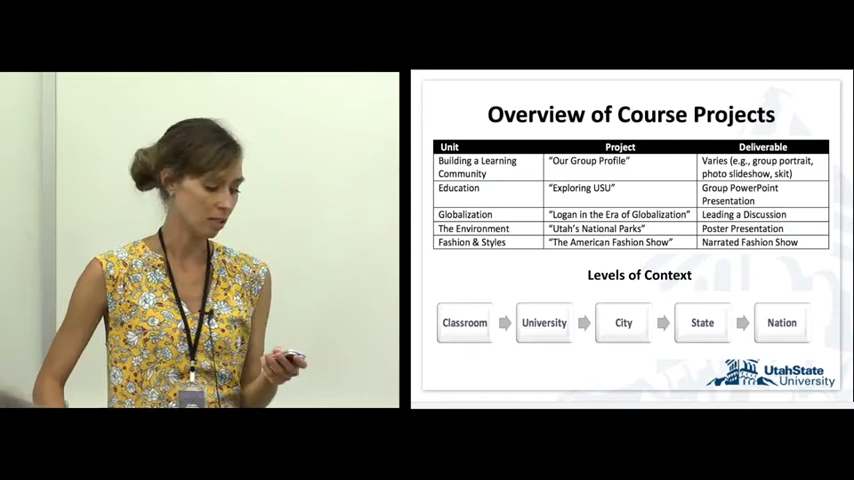 Overview of Course Projects
Unit Project Deliverable
Building a Learning Community "Our Group Profile" Varies (e.g., group portrait, photo slideshow, skit)
Education "Exploring USU" Group PowerPoint Presentation
Globalization "Logan in the Era of Globalization" Leading a Discussion
The Environment "Utah's National Parks" Poster Presentation
Fashion & Styles "The American Fashion Show" Narrated Fashion Show
Levels of Context
Classroom University City State Nation
UtahState
University